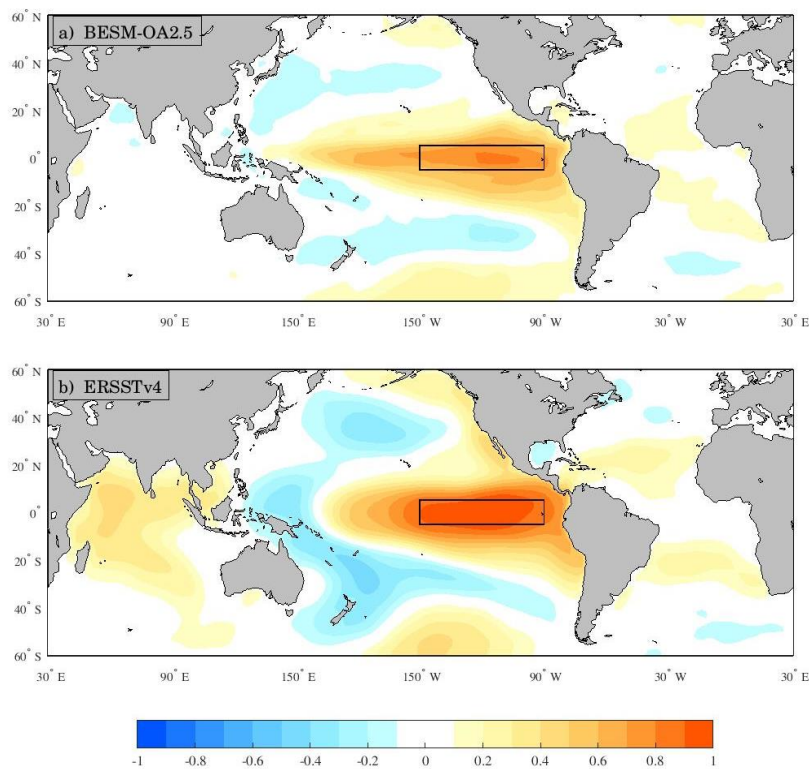 60° N
a) BESM-OA2.5
40° N
20° N
0°
20° S
40° S
60° S
30° E 90° E 150° E 150° W 90° W 30° W 30° E
60° N
b) ERSSTv4
40° N
20° N
0°
20° S
40° S
60° S
30° E 90° E 150° E 150° W 90° W 30° W 30° E
-1 -0.8 -0.6 -0.4 -0.2 0 0.2 0.4 0.6 0.8 1